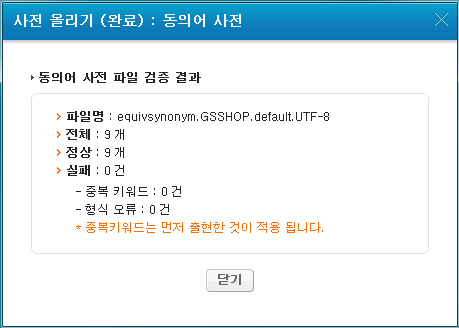 사전 올리기 (완료) : 동의어 사전
동의어 사전 파일 검증 결과
파일명 : equivsynonym.GSSHOP.default.UTF-8
전체 : 9 개
정상 : 9 개
실패 : 0 건
- 중복 키워드 : 0 건
- 형식 오류 : 0 건
* 중복키워드는 먼저 출현한 것이 적용 됩니다.
닫기